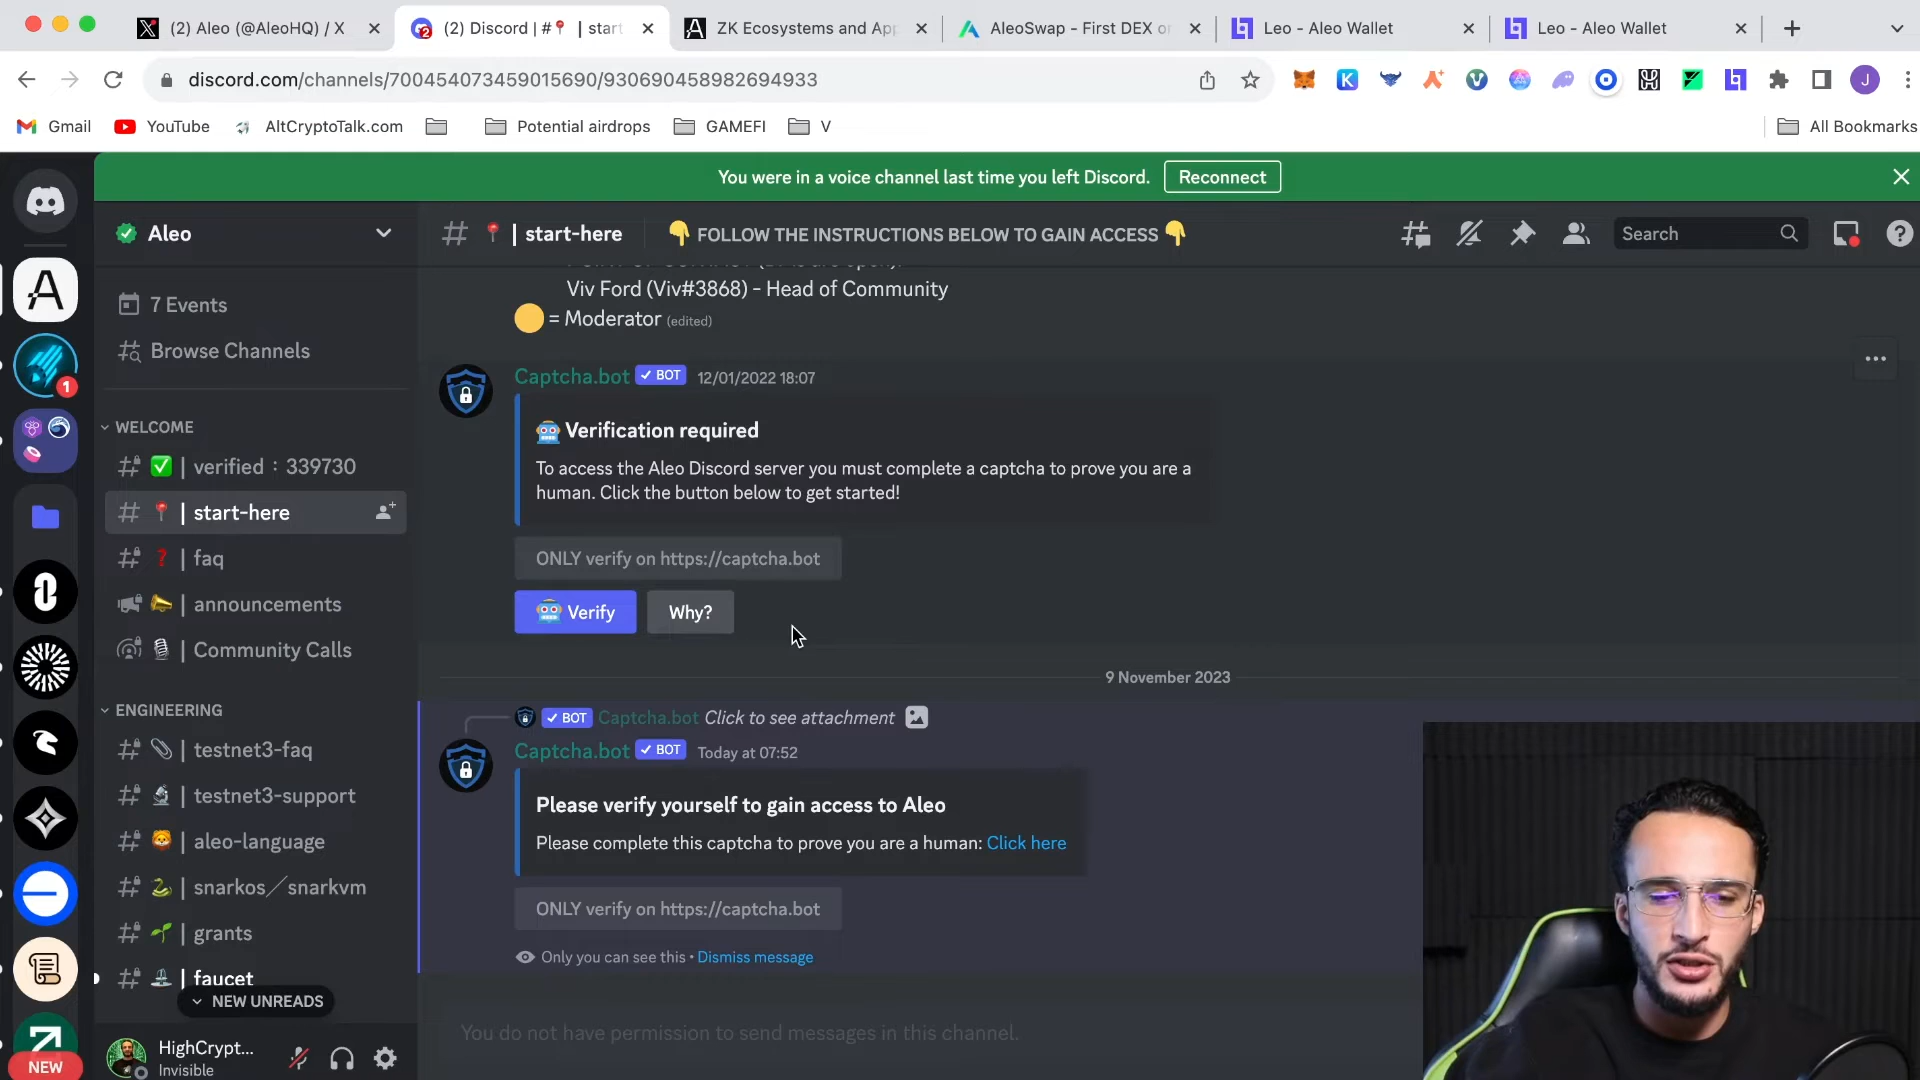 (2) Aleo (@AleoHQ) / X
(2) Discord | #📍 | start
ZK Ecosystems and App
AleoSwap - First DEX on
Leo - Aleo Wallet
Leo - Aleo Wallet
discord.com/channels/700454073459015690/930690458982694933
Gmail
YouTube
AltCryptoTalk.com
Potential airdrops
GAMEFI
V
All Bookmarks
You were in a voice channel last time you left Discord.
Reconnect
Aleo
📍 | start-here
👇 FOLLOW THE INSTRUCTIONS BELOW TO GAIN ACCESS 👇
Search
7 Events
Browse Channels
WELCOME
✅ | verified : 339730
📍 | start-here
❓ | faq
📣 | announcements
🎙 | Community Calls
ENGINEERING
📎 | testnet3-faq
🔬 | testnet3-support
🦁 | aleo-language
🐍 | snarkos／snarkvm
🌱 | grants
| faucet
NEW UNREADS
HighCrypt...
Invisible
1
NEW
Viv Ford (Viv#3868) - Head of Community
🟡 = Moderator (edited)
Captcha.bot ✓ BOT 12/01/2022 18:07
🤖 Verification required
To access the Aleo Discord server you must complete a captcha to prove you are a
human. Click the button below to get started!
ONLY verify on https://captcha.bot
🤖 Verify
Why?
9 November 2023
✓ BOT Captcha.bot Click to see attachment
Captcha.bot ✓ BOT Today at 07:52
Please verify yourself to gain access to Aleo
Please complete this captcha to prove you are a human: Click here
ONLY verify on https://captcha.bot
Only you can see this • Dismiss message
You do not have permission to send messages in this channel.